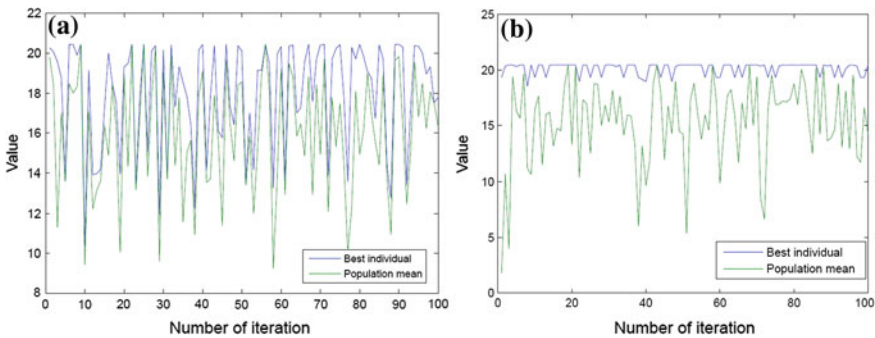 (a)
22
20
18
16
14
12
10
8
Value
0 10 20 30 40 50 60 70 80 90 100
Number of iteration
Best individual
Population mean
(b)
25
20
15
10
5
0
Value
0 20 40 60 80 100
Number of iteration
Best individual
Population mean